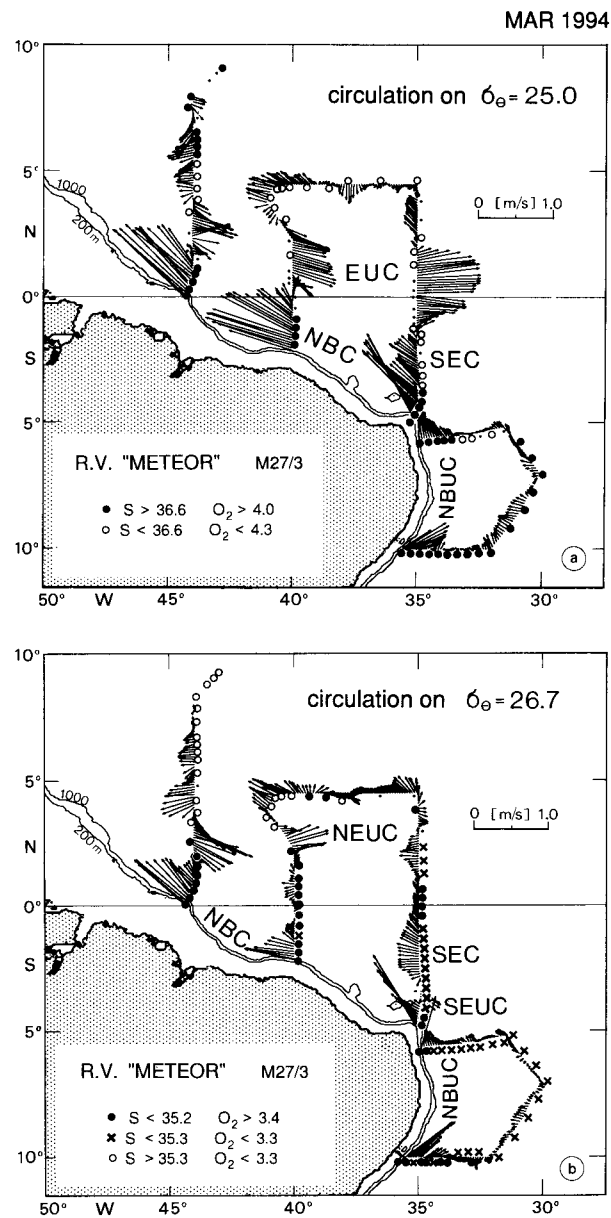 MAR 1994
10°
circulation on σΘ = 25.0
5°
1000
200m
0 [m/s] 1.0
N
EUC
0°
NBC
SEC
S
5°
R.V. "METEOR" M27/3
● S > 36.6 O₂ > 4.0
○ S < 36.6 O₂ < 4.3
NBUC
10°
a
50° W 45° 40° 35° 30°
10°
circulation on σΘ = 26.7
5°
1000
200m
0 [m/s] 1.0
N
NEUC
0°
NBC
SEC
S
SEUC
5°
R.V. "METEOR" M27/3
● S < 35.2 O₂ > 3.4
× S < 35.3 O₂ < 3.3
○ S > 35.3 O₂ < 3.3
NBUC
10°
b
50° W 45° 40° 35° 30°